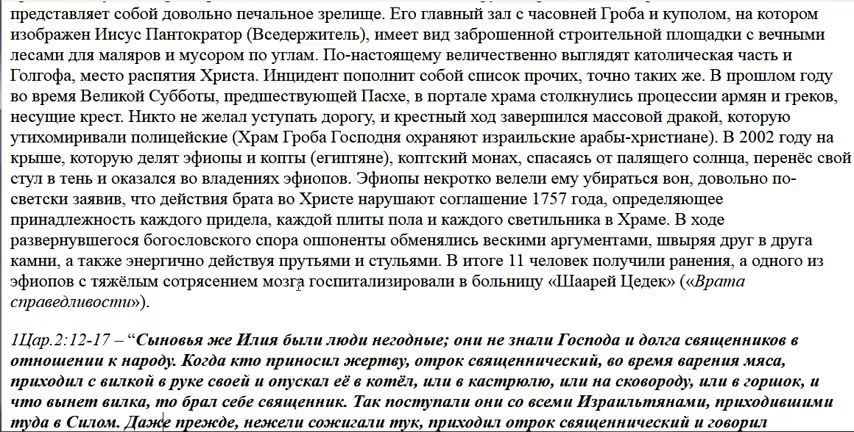 представляет собой довольно печальное зрелище. Его главный зал с часовней Гроба и куполом, на котором
изображен Иисус Пантократор (Вседержитель), имеет вид заброшенной строительной площадки с вечными
лесами для маляров и мусором по углам. По-настоящему величественно выглядят католическая часть и
Голгофа, место распятия Христа. Инцидент пополнит собой список прочих, точно таких же. В прошлом году
во время Великой Субботы, предшествующей Пасхе, в портале храма столкнулись процессии армян и греков,
несущие крест. Никто не желал уступать дорогу, и крестный ход завершился массовой дракой, которую
утихомиривали полицейские (Храм Гроба Господня охраняют израильские арабы-христиане). В 2002 году на
крыше, которую делят эфиопы и копты (египтяне), коптский монах, спасаясь от палящего солнца, перенёс свой
стул в тень и оказался во владениях эфиопов. Эфиопы некротко велели ему убираться вон, довольно по-
светски заявив, что действия брата во Христе нарушают соглашение 1757 года, определяющее
принадлежность каждого придела, каждой плиты пола и каждого светильника в Храме. В ходе
развернувшегося богословского спора оппоненты обменялись вескими аргументами, швыряя друг в друга
камни, а также энергично действуя прутьями и стульями. В итоге 11 человек получили ранения, а одного из
эфиопов с тяжёлым сотрясением мозга госпитализировали в больницу «Шаарей Цедек» («Врата
справедливости»).
1Цар.2:12-17 – “Сыновья же Илия были люди негодные; они не знали Господа и долга священников в
отношении к народу. Когда кто приносил жертву, отрок священнический, во время варения мяса,
приходил с вилкой в руке своей и опускал её в котёл, или в кастрюлю, или на сковороду, или в горшок, и
что вынет вилка, то брал себе священник. Так поступали они со всеми Израильтянами, приходившими
туда в Силом. Даже прежде, нежели сожигали тук, приходил отрок священнический и говорил